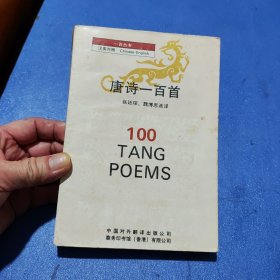 一百丛书
汉英对照 Chinese-English
唐诗一百首
张廷琛、魏博思选译
100
TANG
POEMS
中国对外翻译出版公司
商务印书馆（香港）有限公司